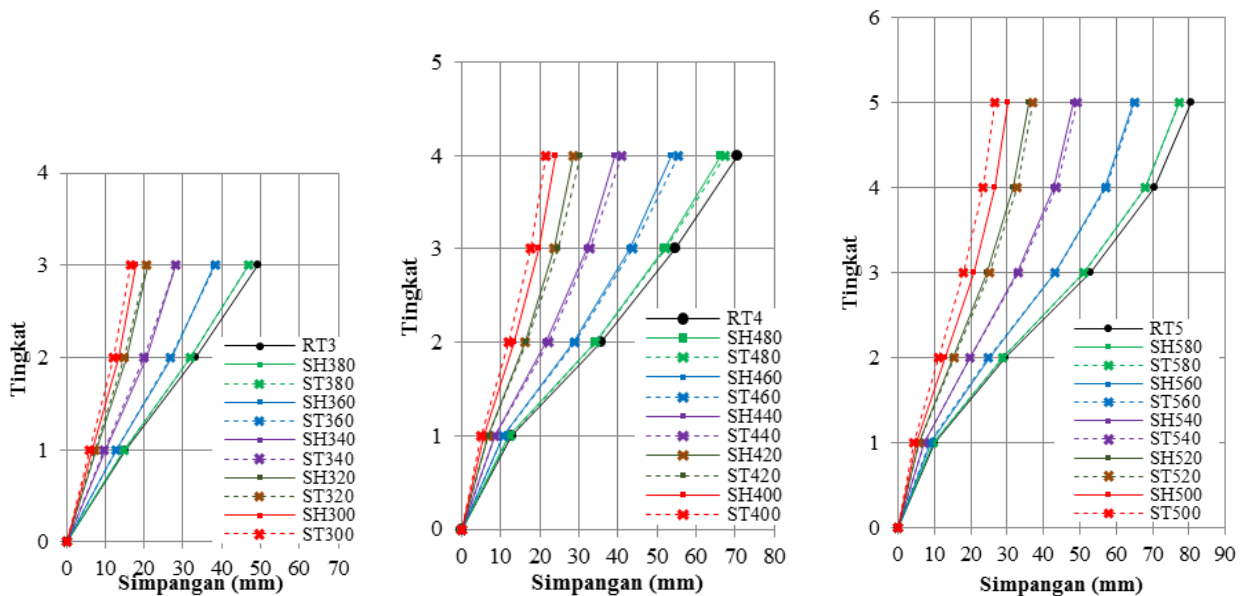 Tingkat
4
3
2
1
0
0 10 20 30 40 50 60 70
Simpangan (mm)
RT3
SH380
ST380
SH360
ST360
SH340
ST340
SH320
ST320
SH300
ST300
Tingkat
5
4
3
2
1
0
0 10 20 30 40 50 60 70 80
Simpangan (mm)
RT4
SH480
ST480
SH460
ST460
SH440
ST440
SH420
ST420
SH400
ST400
Tingkat
6
5
4
3
2
1
0
0 10 20 30 40 50 60 70 80 90
Simpangan (mm)
RT5
SH580
ST580
SH560
ST560
SH540
ST540
SH520
ST520
SH500
ST500